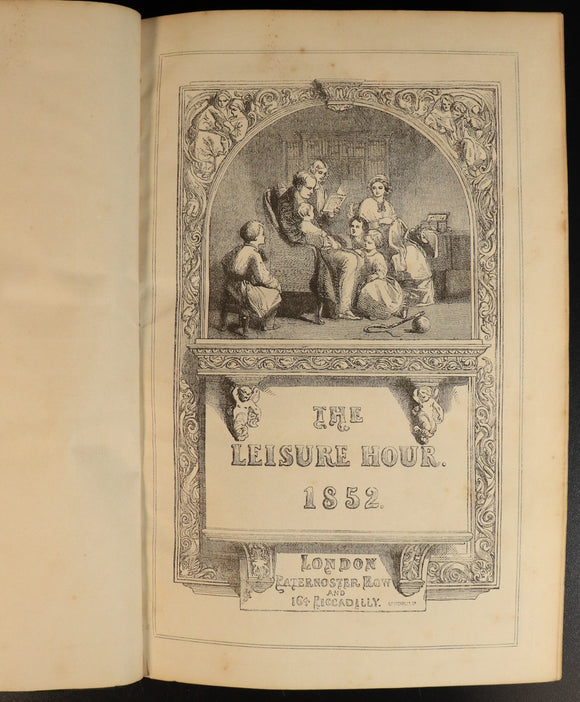 THE
LEISURE HOUR.
1852.
LONDON
PATERNOSTER ROW
AND
164 PICCADILLY.